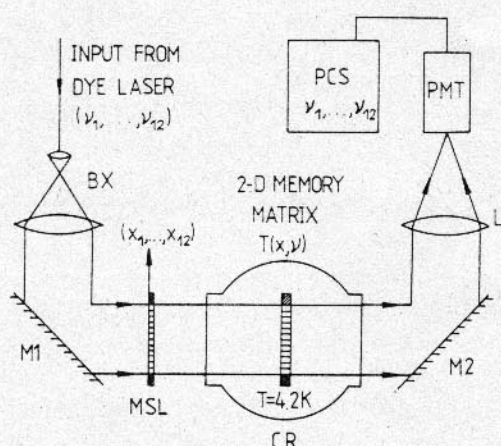 INPUT FROM
DYE LASER
(ν₁, ...,ν₁₂)
BX
PCS
ν₁,...,ν₁₂
PMT
2-D MEMORY
MATRIX
T(x,ν)
L
(x₁,...,x₁₂)
M1
MSL
T=4.2K
CR
M2